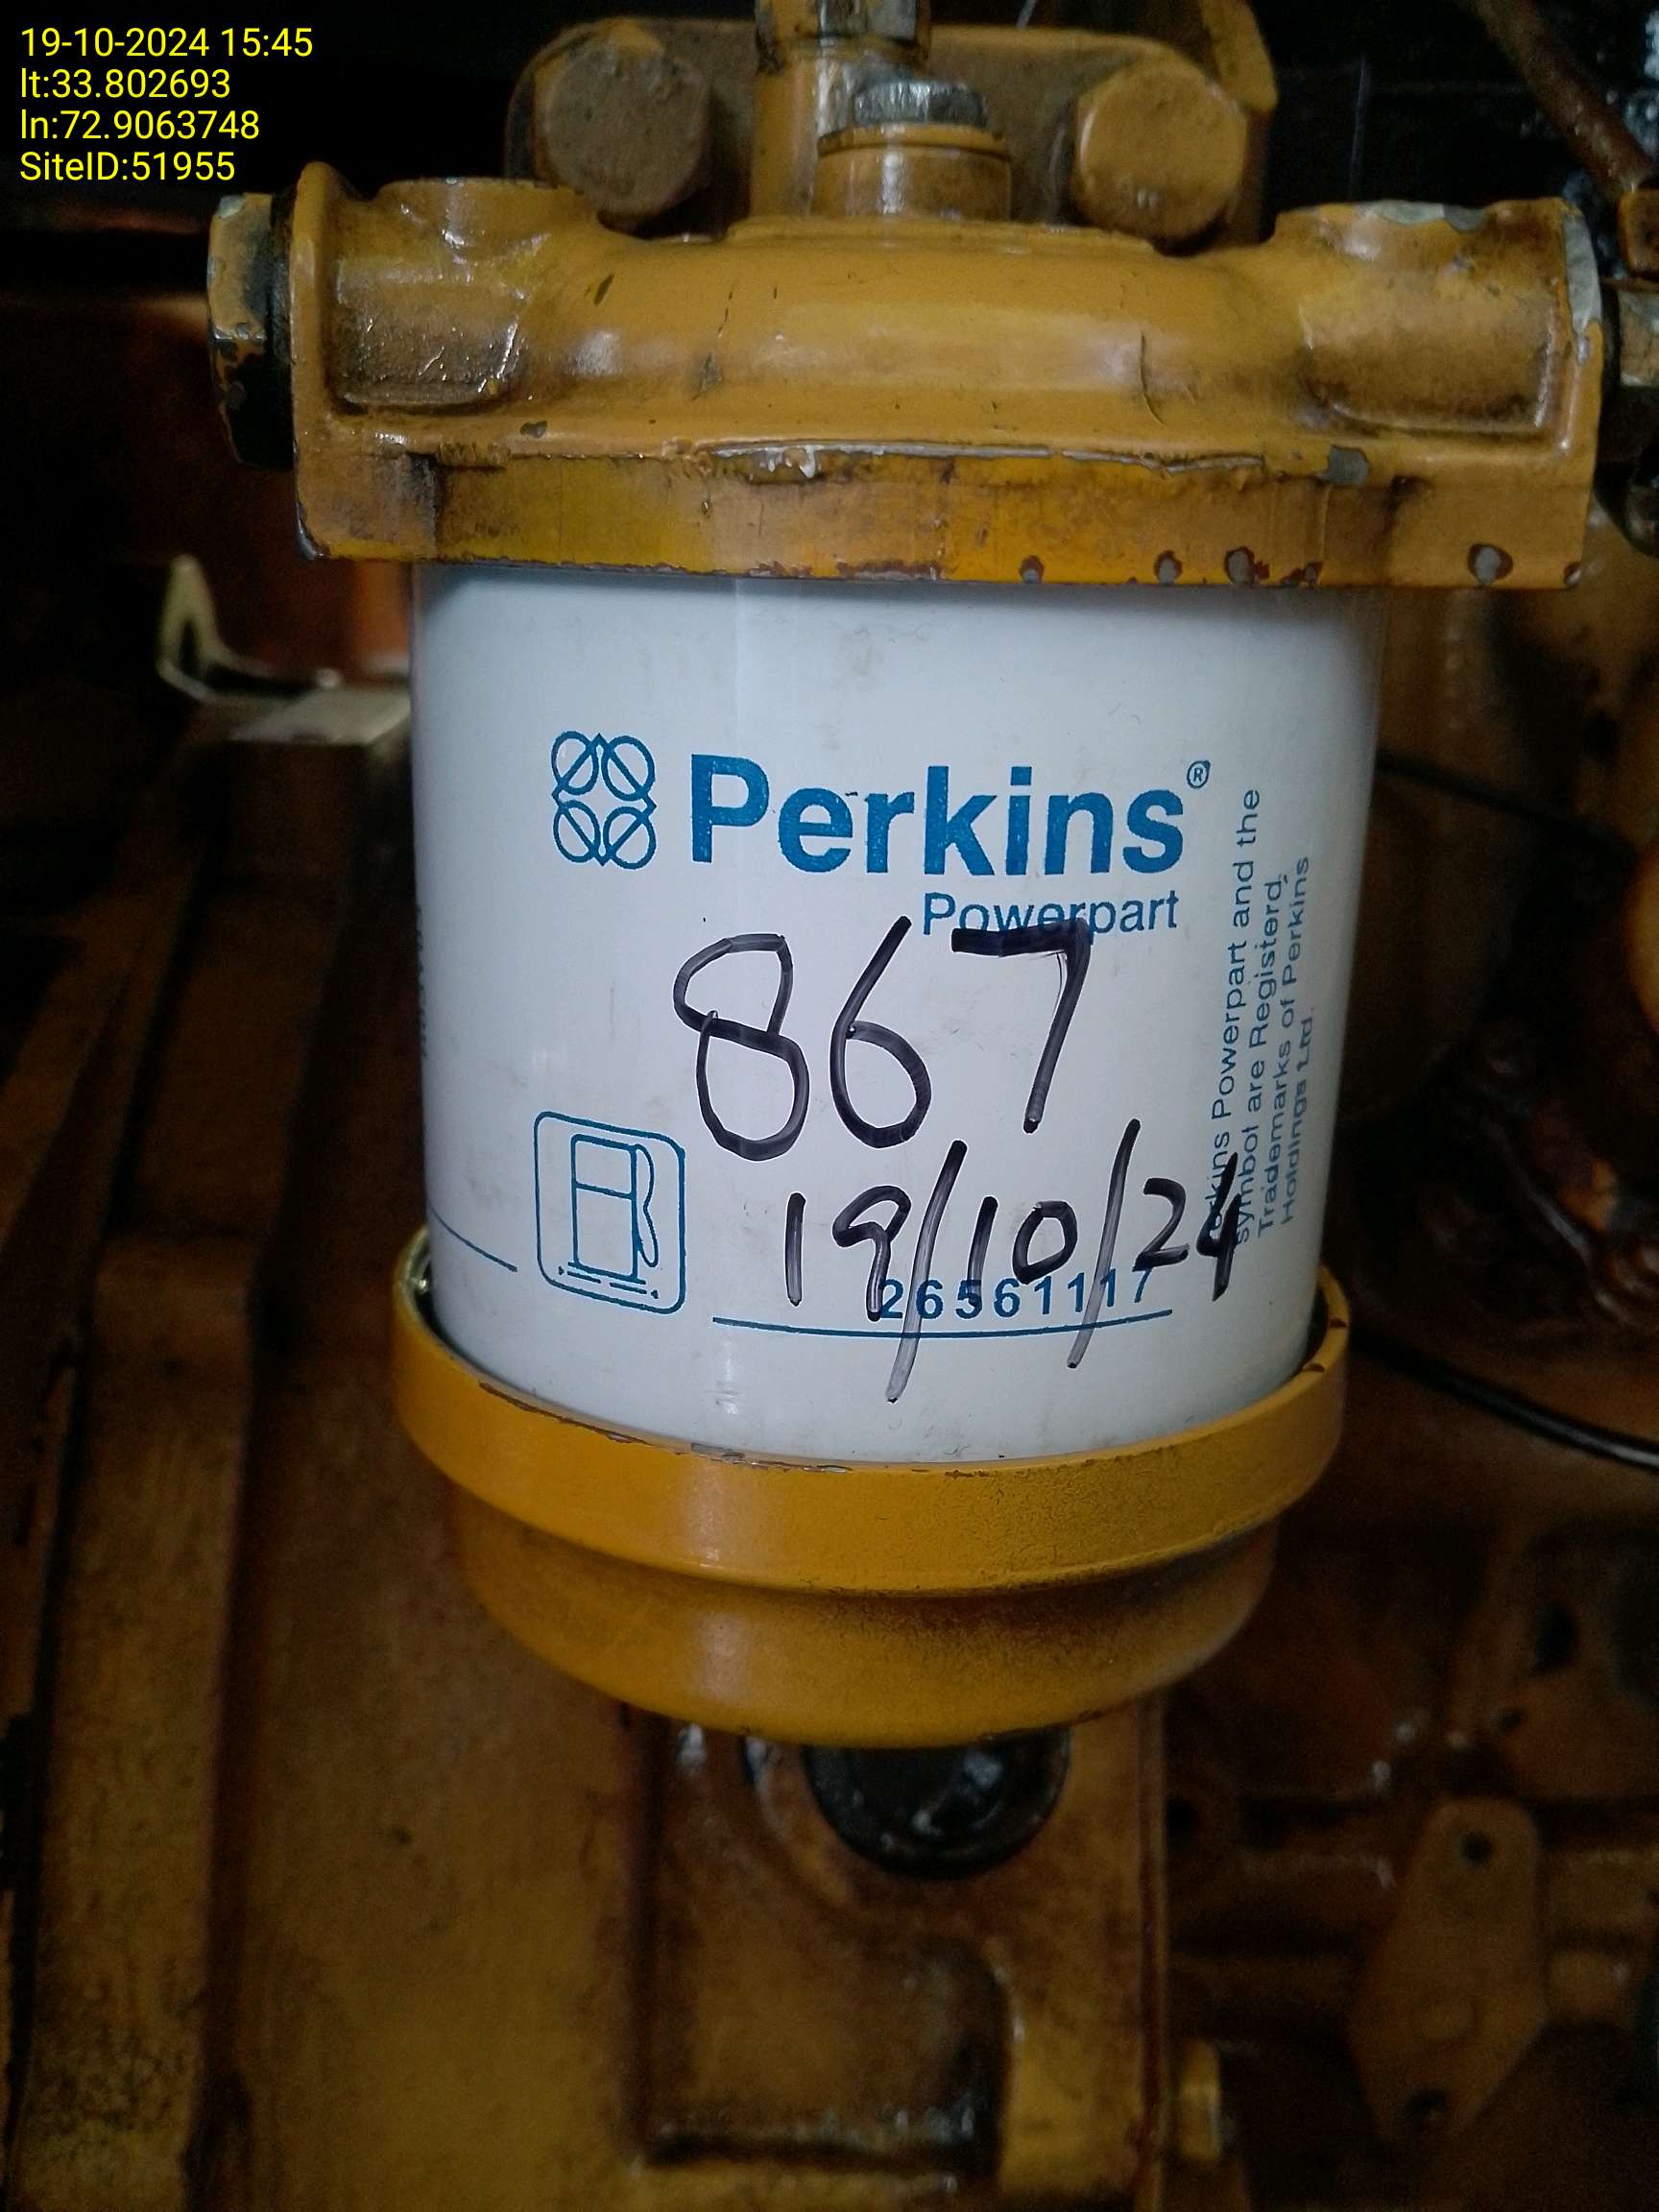 19-10-2024 15:45
lt:33.802693
ln:72.9063748
SiteID:51955
Perkins®
Powerpart
867
19/10/24
26561117
Perkins Powerpart and the
symbol are Registerd
Trademarks of Perkins
Holdings Ltd.